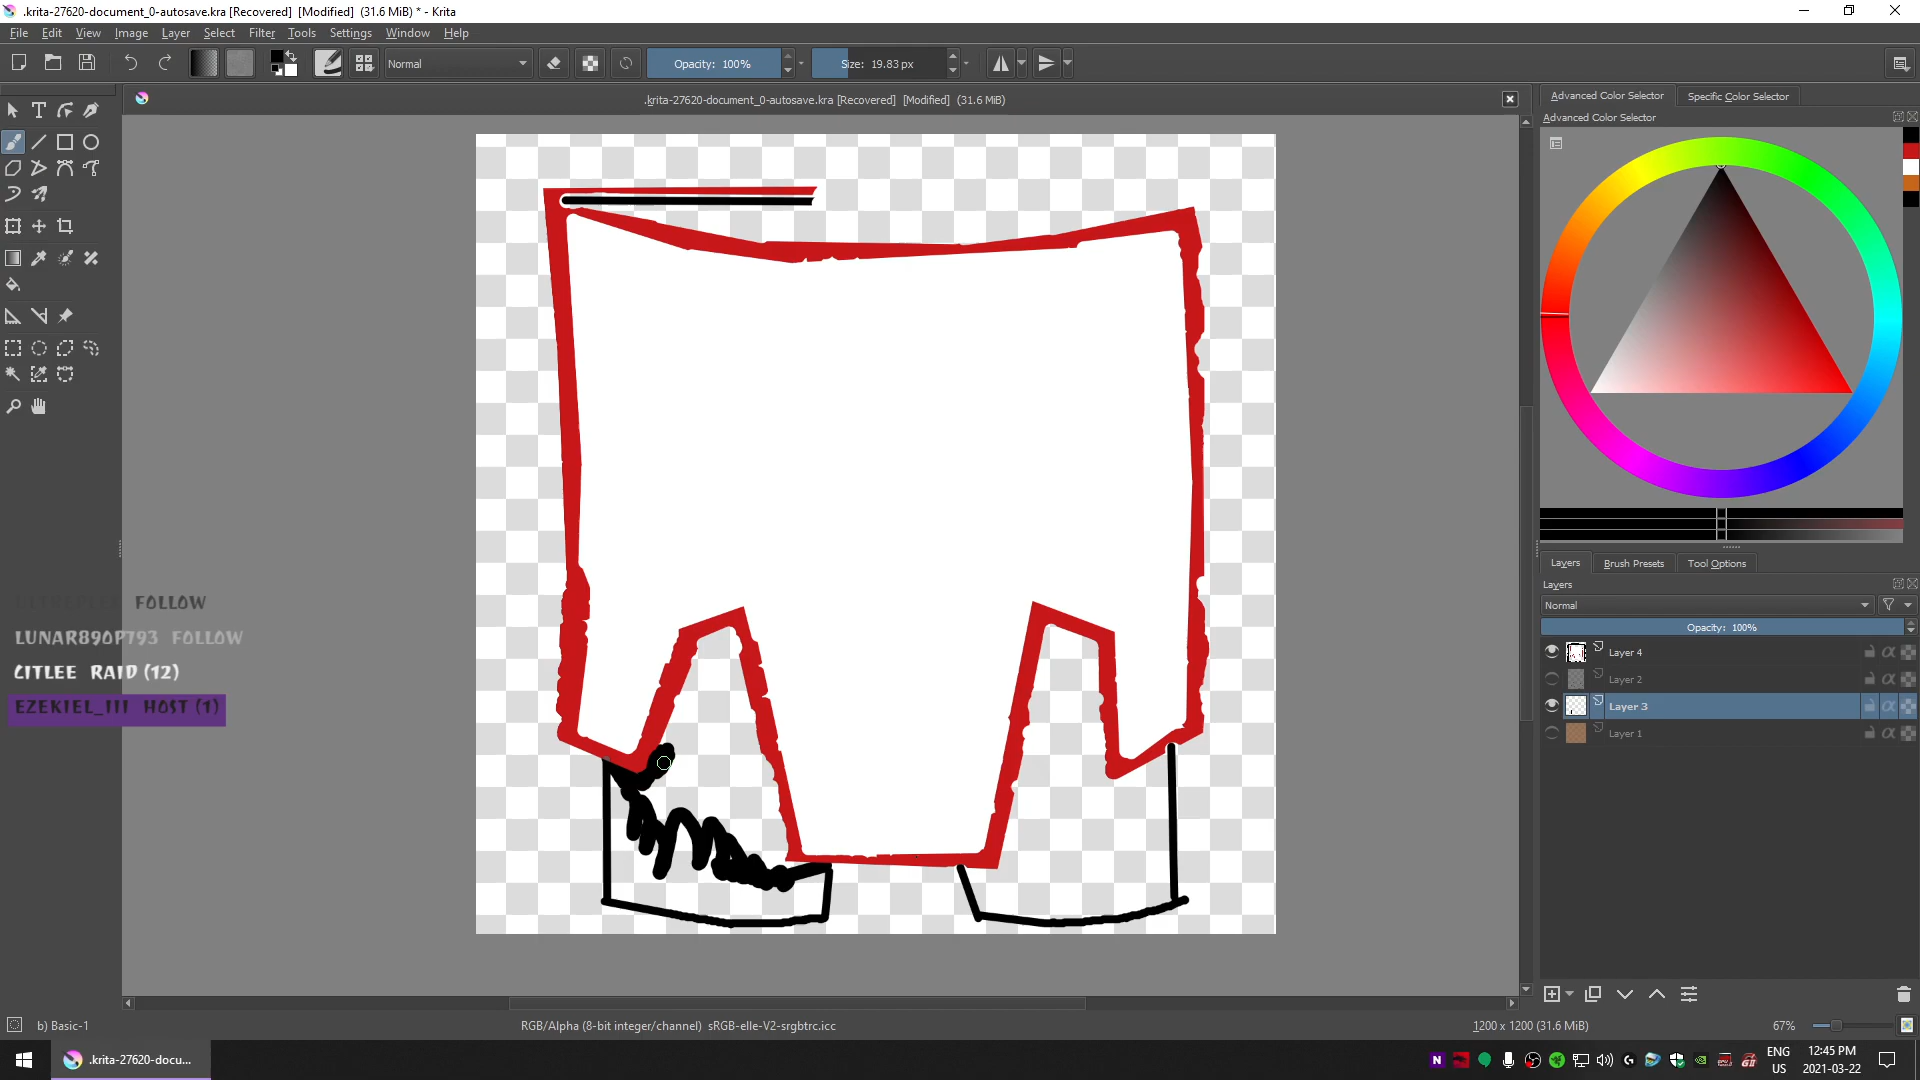 .krita-27620-document_0-autosave.kra [Recovered] [Modified] (31.6 MiB) * - Krita
File Edit View Image Layer Select Filter Tools Settings Window Help
Normal Opacity: 100% Size: 19.83 px
.krita-27620-document_0-autosave.kra [Recovered] [Modified] (31.6 MiB)
Advanced Color Selector Specific Color Selector
Advanced Color Selector
Layers Brush Presets Tool Options
Layers
Normal
Opacity: 100%
Layer 4
Layer 2
Layer 3
Layer 1
FOLLOW
LUNAR890P793 FOLLOW
CITLEE RAID (12)
EZEKIEL_III HOST (1)
b) Basic-1
RGB/Alpha (8-bit integer/channel) sRGB-elle-V2-srgbtrc.icc
1200 x 1200 (31.6 MiB)
67%
.krita-27620-docu...
ENG
US
12:45 PM
2021-03-22